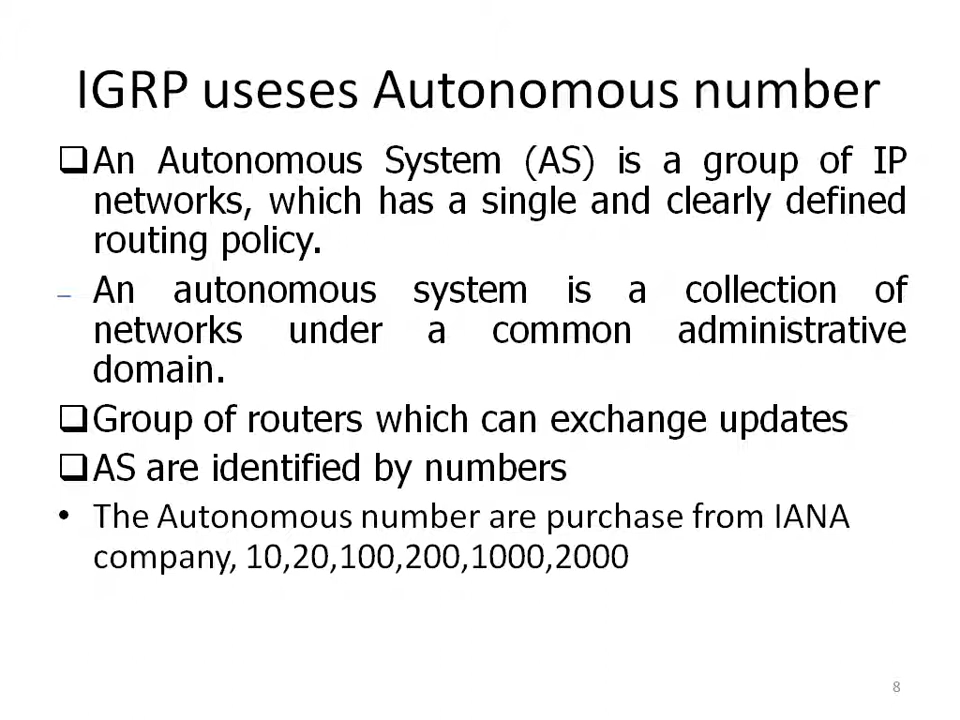 IGRP useses Autonomous number
❑An Autonomous System (AS) is a group of IP
networks, which has a single and clearly defined
routing policy.
– An autonomous system is a collection of
networks under a common administrative
domain.
❑Group of routers which can exchange updates
❑AS are identified by numbers
• The Autonomous number are purchase from IANA
company, 10,20,100,200,1000,2000
8